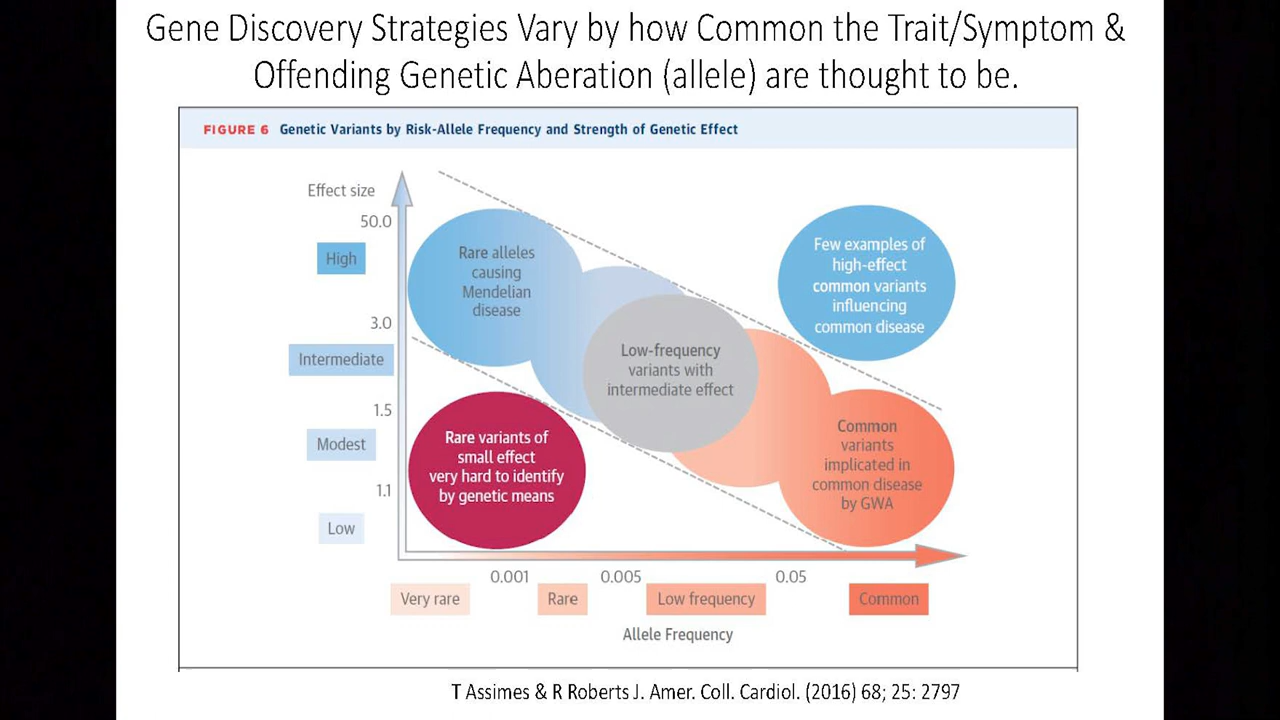 Gene Discovery Strategies Vary by how Common the Trait/Symptom &
Offending Genetic Aberation (allele) are thought to be.
FIGURE 6 Genetic Variants by Risk-Allele Frequency and Strength of Genetic Effect
Effect size
50.0
High
3.0
Intermediate
1.5
Modest
1.1
Low
Rare alleles
causing
Mendelian
disease
Few examples of
high-effect
common variants
influencing
common disease
Low-frequency
variants with
intermediate effect
Rare variants of
small effect
very hard to identify
by genetic means
Common
variants
implicated in
common disease
by GWA
0.001
0.005
0.05
Very rare
Rare
Low frequency
Common
Allele Frequency
T Assimes & R Roberts J. Amer. Coll. Cardiol. (2016) 68; 25: 2797